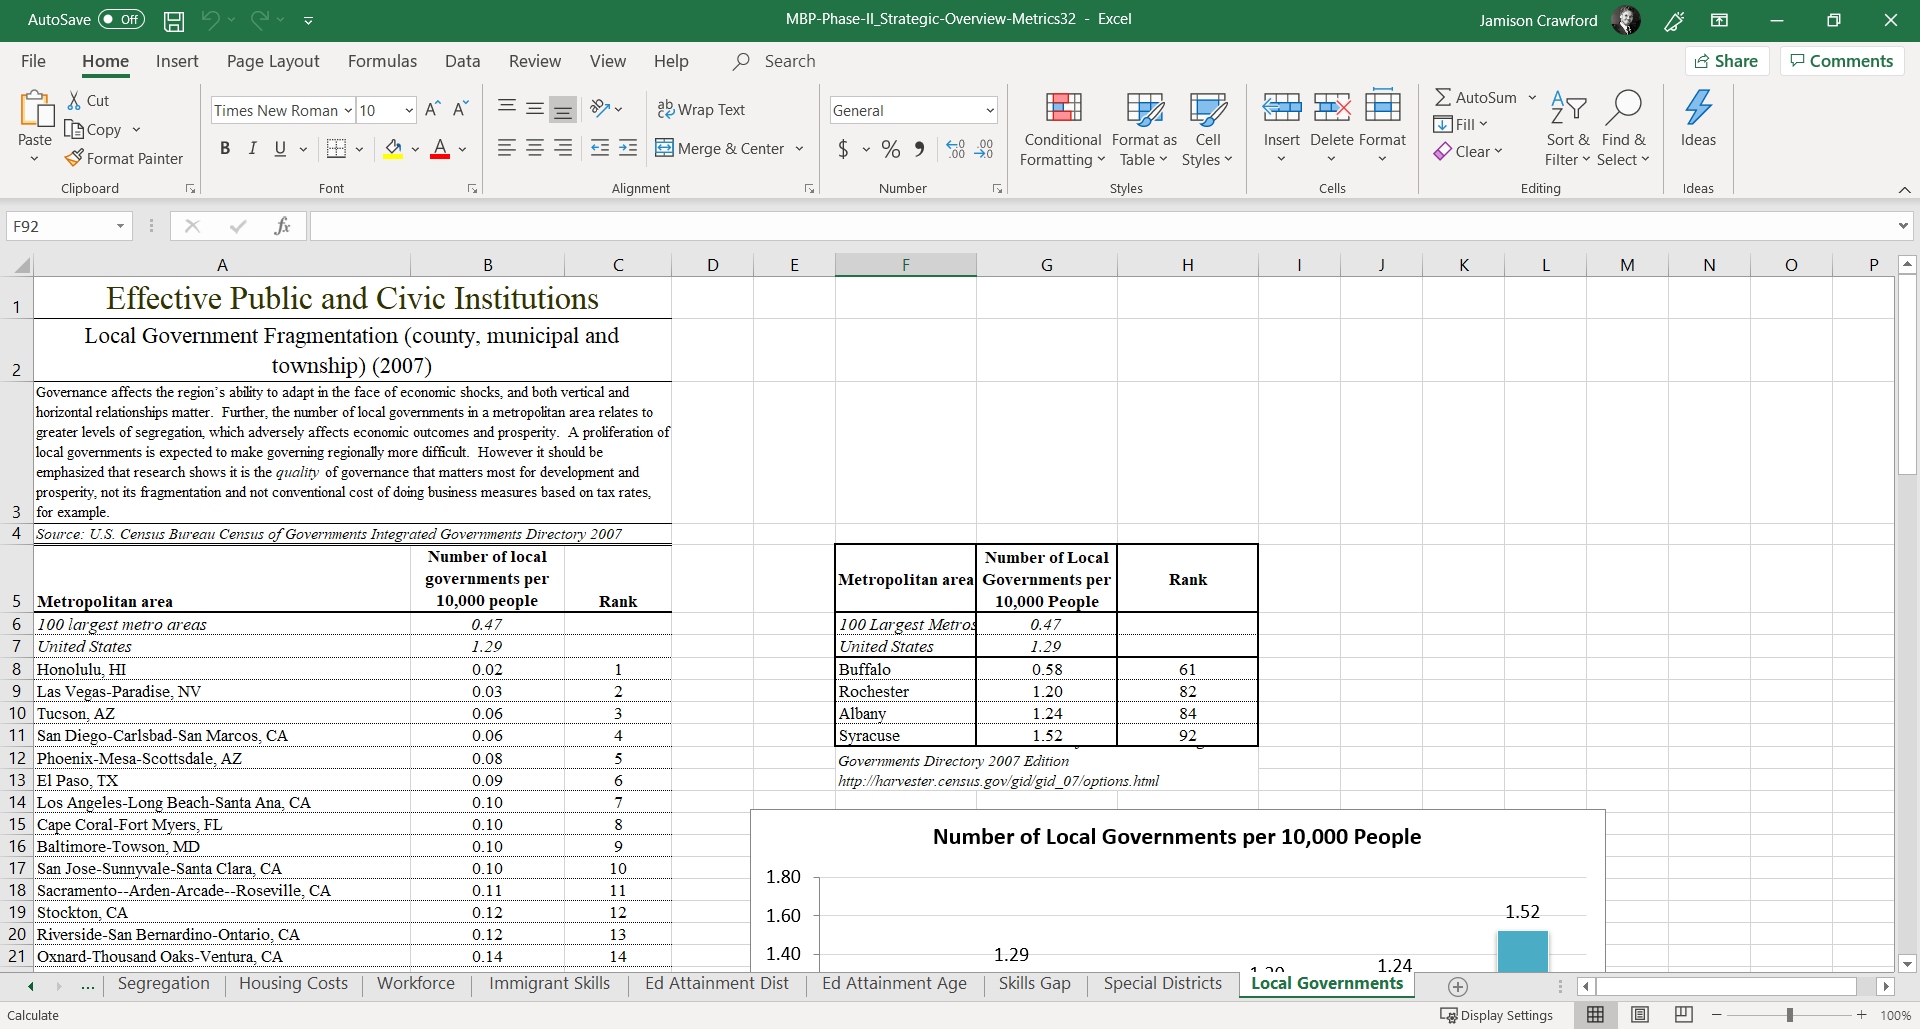 AutoSave Off
MBP-Phase-II_Strategic-Overview-Metrics32 - Excel
Jamison Crawford
File Home Insert Page Layout Formulas Data Review View Help Search
Share Comments
Paste
Cut
Copy
Format Painter
Clipboard
Times New Roman 10
A A
B I U A
Font
ab Wrap Text
Merge & Center
Alignment
General
$ % 9 .00 .00
Number
Conditional Formatting
Format as Table
Cell Styles
Styles
Insert Delete Format
Cells
AutoSum
Fill
Clear
Sort & Filter
Find & Select
Editing
Ideas
Ideas
F92 fx
A B C D E F G H I J K L M N O P
1 Effective Public and Civic Institutions
2 Local Government Fragmentation (county, municipal and
township) (2007)
Governance affects the region's ability to adapt in the face of economic shocks, and both vertical and
horizontal relationships matter. Further, the number of local governments in a metropolitan area relates to
greater levels of segregation, which adversely affects economic outcomes and prosperity. A proliferation of
local governments is expected to make governing regionally more difficult. However it should be
emphasized that research shows it is the quality of governance that matters most for development and
prosperity, not its fragmentation and not conventional cost of doing business measures based on tax rates,
3 for example.
4 Source: U.S. Census Bureau Census of Governments Integrated Governments Directory 2007
5 Metropolitan area Number of local governments per 10,000 people Rank
6 100 largest metro areas 0.47
7 United States 1.29
8 Honolulu, HI 0.02 1
9 Las Vegas-Paradise, NV 0.03 2
10 Tucson, AZ 0.06 3
11 San Diego-Carlsbad-San Marcos, CA 0.06 4
12 Phoenix-Mesa-Scottsdale, AZ 0.08 5
13 El Paso, TX 0.09 6
14 Los Angeles-Long Beach-Santa Ana, CA 0.10 7
15 Cape Coral-Fort Myers, FL 0.10 8
16 Baltimore-Towson, MD 0.10 9
17 San Jose-Sunnyvale-Santa Clara, CA 0.10 10
18 Sacramento--Arden-Arcade--Roseville, CA 0.11 11
19 Stockton, CA 0.12 12
20 Riverside-San Bernardino-Ontario, CA 0.12 13
21 Oxnard-Thousand Oaks-Ventura, CA 0.14 14
Metropolitan area Number of Local Governments per 10,000 People Rank
100 Largest Metros 0.47
United States 1.29
Buffalo 0.58 61
Rochester 1.20 82
Albany 1.24 84
Syracuse 1.52 92
Governments Directory 2007 Edition
http://harvester.census.gov/gid/gid_07/options.html
Number of Local Governments per 10,000 People
1.80
1.60
1.40
1.29
1.20
1.24
1.52
... Segregation Housing Costs Workforce Immigrant Skills Ed Attainment Dist Ed Attainment Age Skills Gap Special Districts Local Governments
Calculate Display Settings 100%